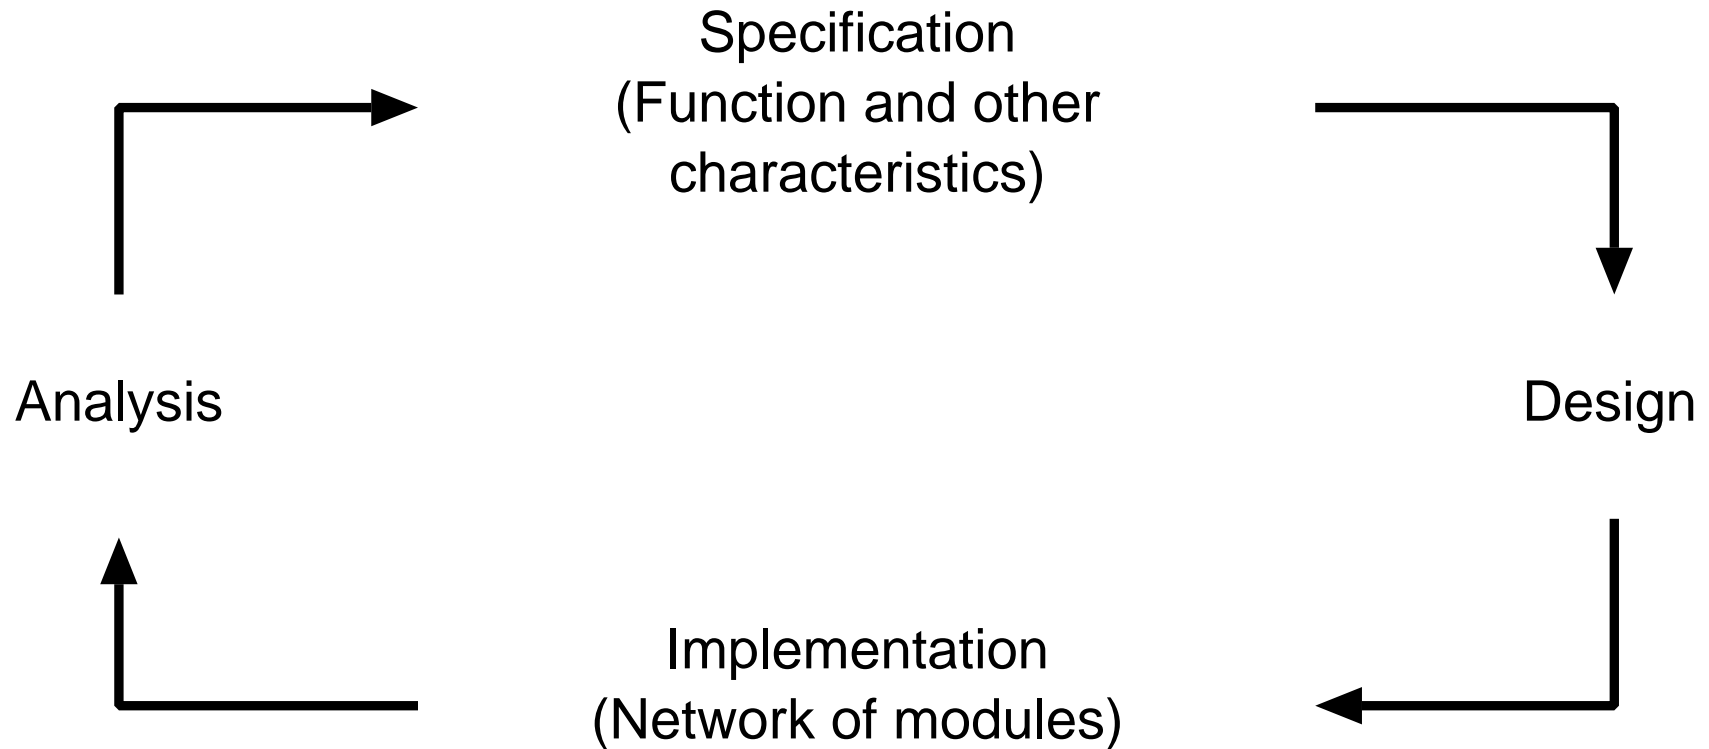 Specification
(Function and other
characteristics)
Analysis
Design
Implementation
(Network of modules)